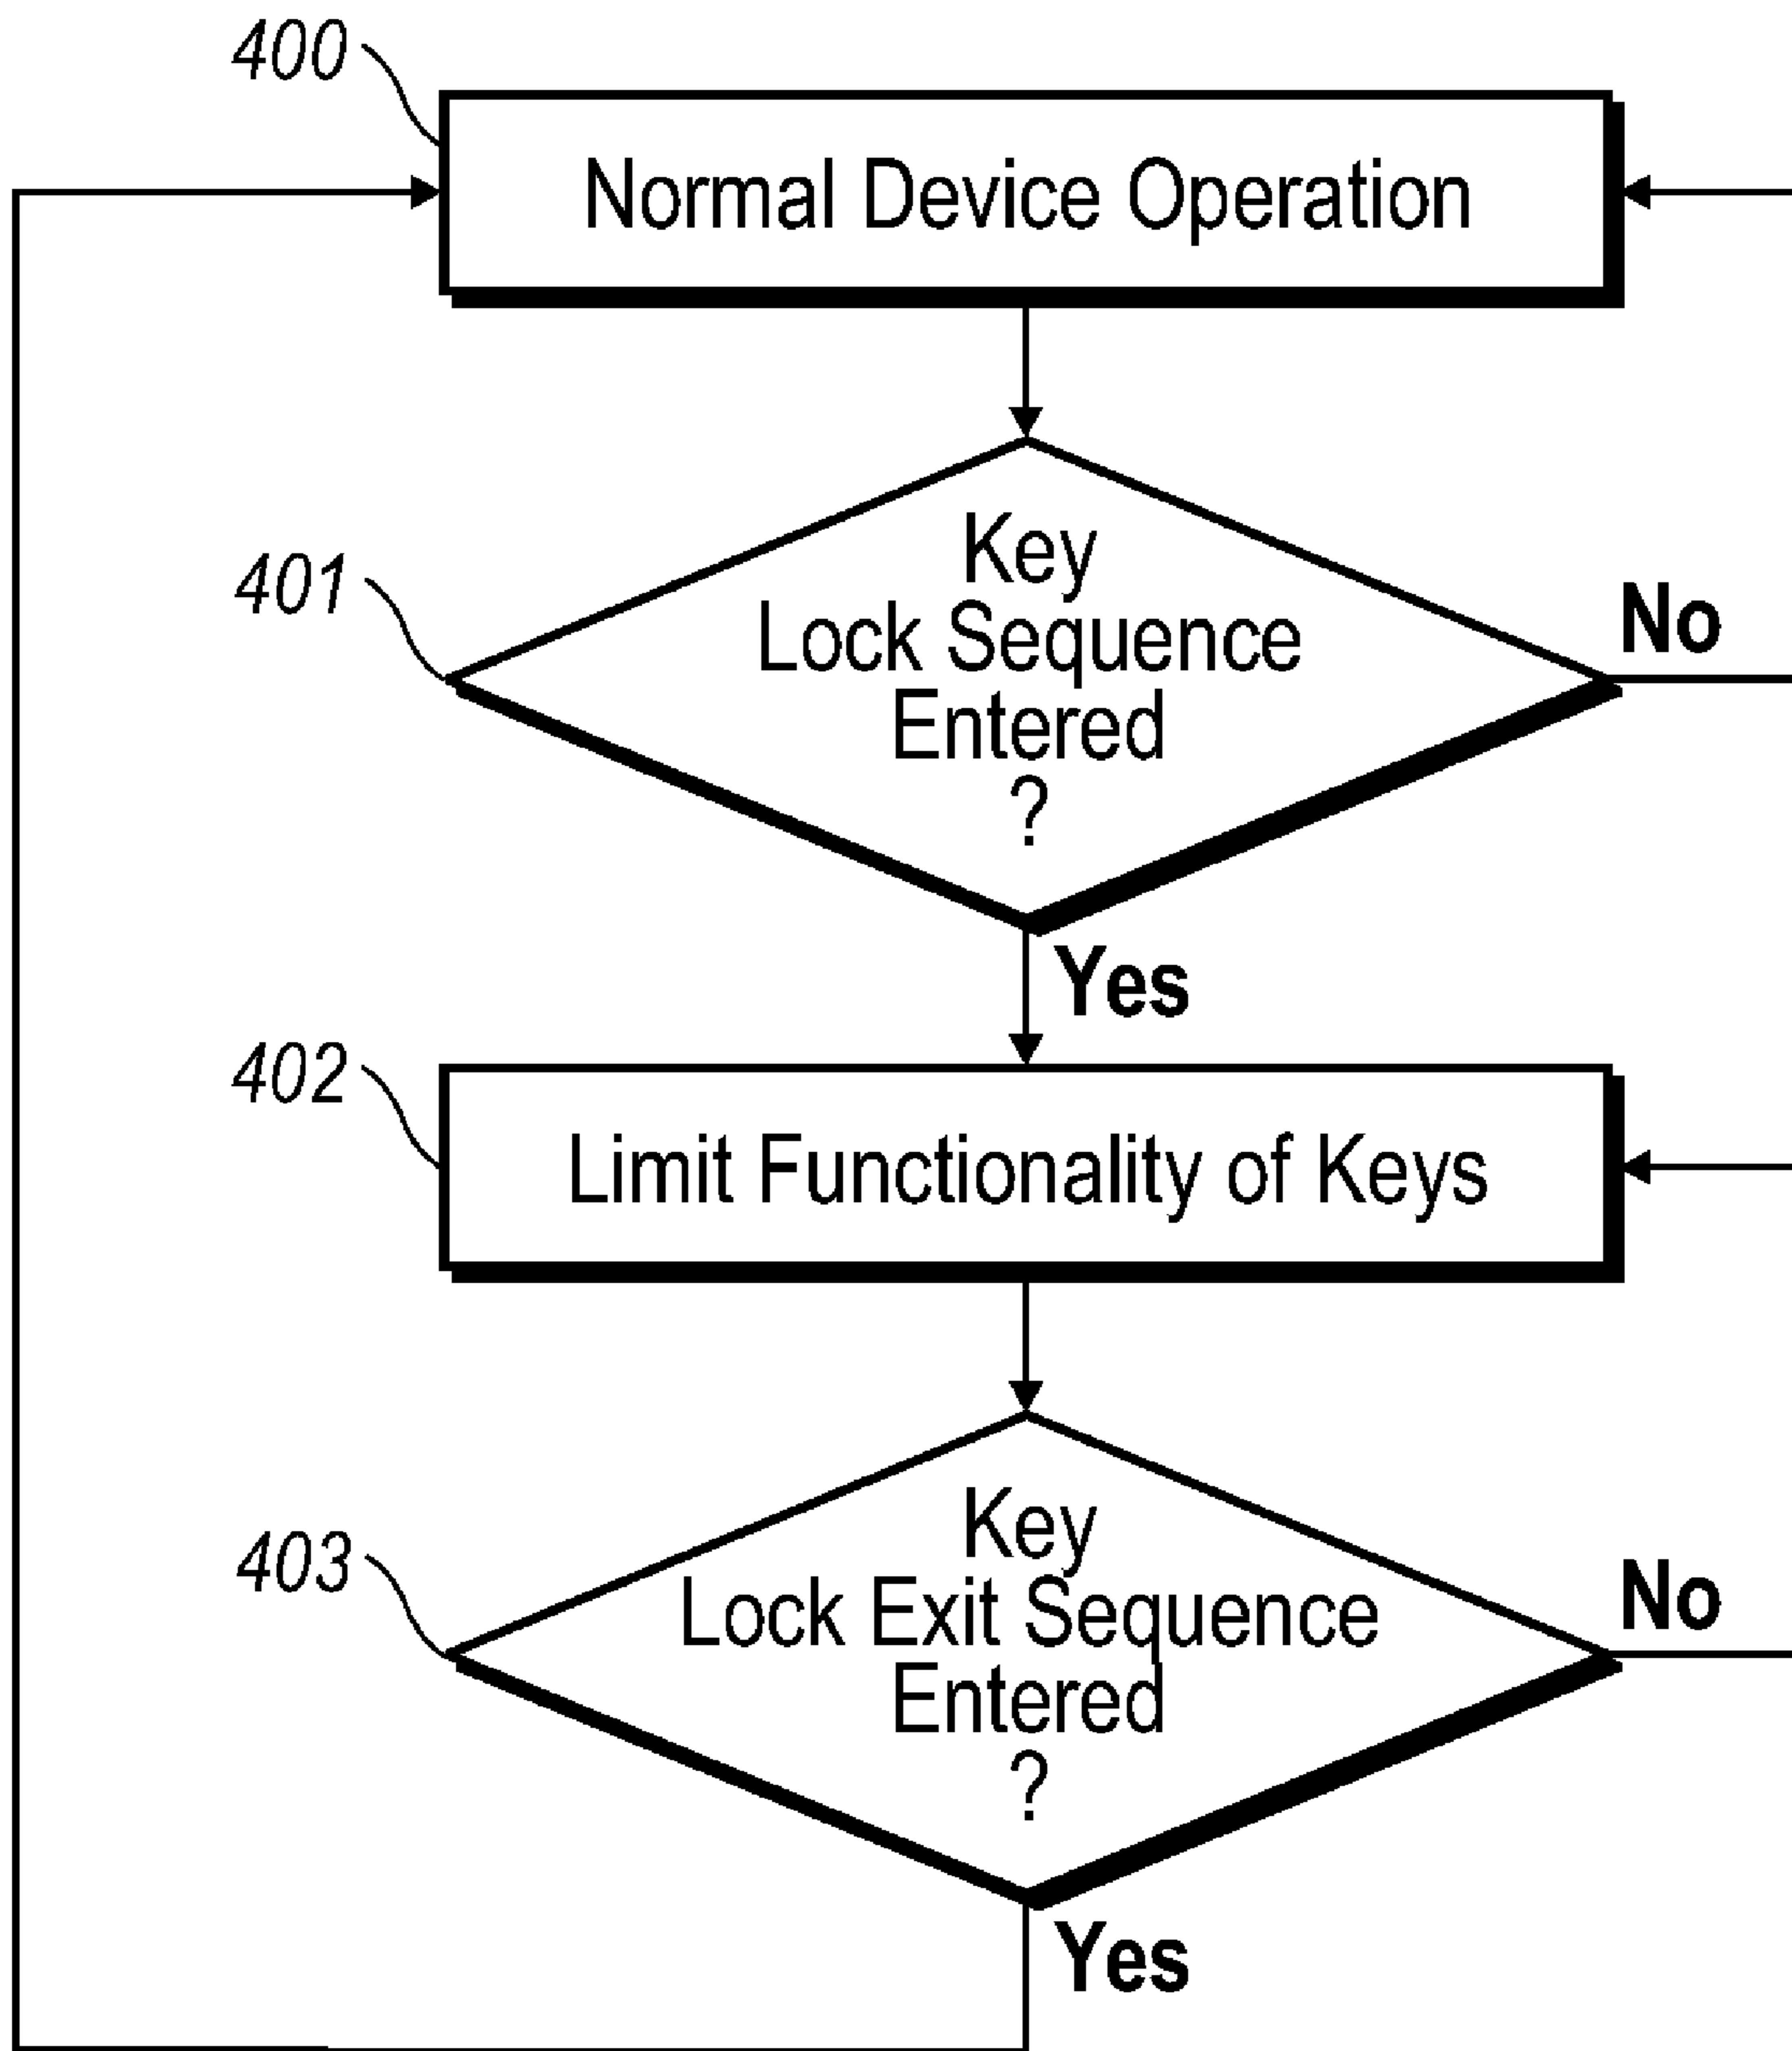 400
Normal Device Operation
401
Key
Lock Sequence
Entered
?
No
Yes
402
Limit Functionality of Keys
403
Key
Lock Exit Sequence
Entered
?
No
Yes